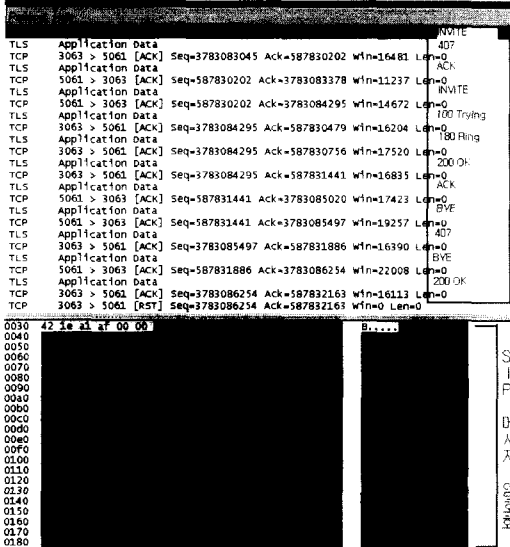 INVITE
TLS Application Data 407
TCP 3063 > 5061 [ACK] Seq=3783083045 Ack=587830202 Win=16481 Len=0
TLS Application Data ACK
TCP 5061 > 3063 [ACK] Seq=587830202 Ack=3783083378 Win=11237 Len=0
TLS Application Data INVITE
TCP 5061 > 3063 [ACK] Seq=587830202 Ack=3783084295 Win=14672 Len=0
TLS Application Data 100 Trying
TCP 3063 > 5061 [ACK] Seq=3783084295 Ack=587830479 Win=16204 Len=0
TLS Application Data 180 Ring
TCP 3063 > 5061 [ACK] Seq=3783084295 Ack=587830756 Win=17520 Len=0
TLS Application Data 200 OK
TCP 3063 > 5061 [ACK] Seq=3783084295 Ack=587831441 Win=16835 Len=0
TLS Application Data ACK
TCP 5061 > 3063 [ACK] Seq=587831441 Ack=3783085020 Win=17423 Len=0
TLS Application Data BYE
TCP 5061 > 3063 [ACK] Seq=587831441 Ack=3783085497 Win=19257 Len=0
TLS Application Data 407
TCP 3063 > 5061 [ACK] Seq=3783085497 Ack=587831886 Win=16390 Len=0
TLS Application Data BYE
TCP 5061 > 3063 [ACK] Seq=587831886 Ack=3783086254 Win=22008 Len=0
TLS Application Data 200 OK
TCP 3063 > 5061 [ACK] Seq=3783086254 Ack=587832163 Win=16113 Len=0
TCP 3063 > 5061 [RST] Seq=3783086254 Ack=587832163 Win=0 Len=0
0030 42 1e a1 af 00 00 B.....
0040
0050
0060
0070
0080
0090
00a0
00b0
00c0
00d0
00e0
00f0
0100
0110
0120
0130
0140
0150
0160
0170
0180